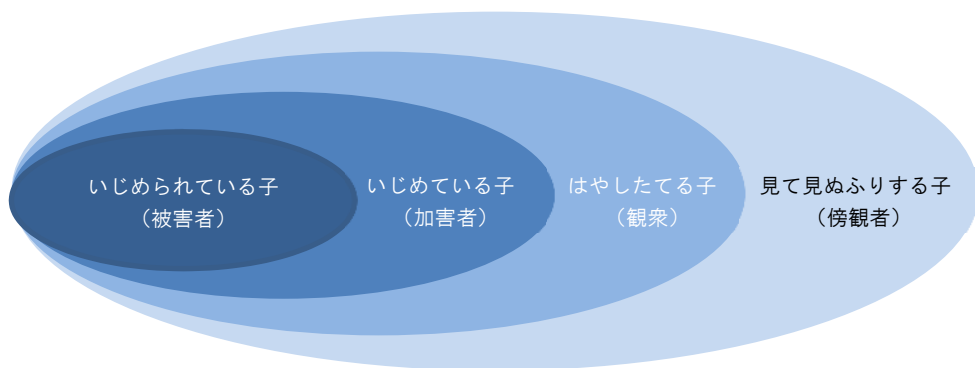 いじめられている子
（被害者）
いじめている子
（加害者）
はやしたてる子
（観衆）
見て見ぬふりする子
（傍観者）